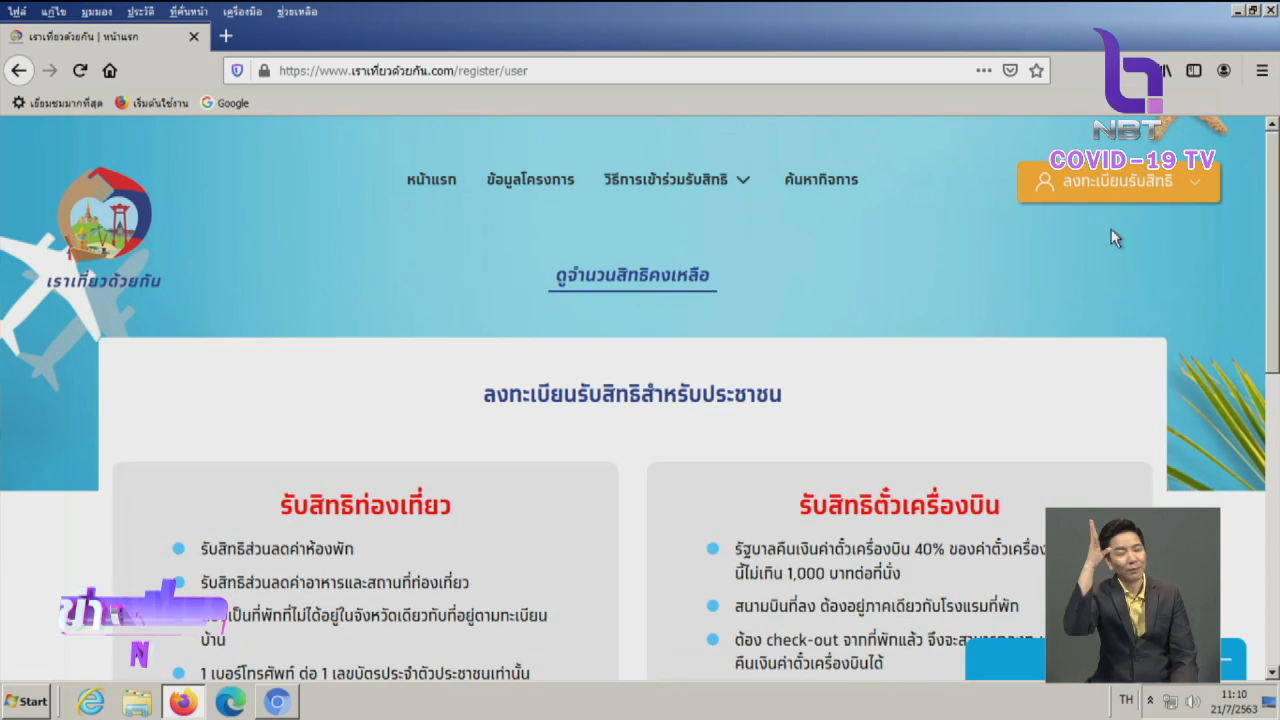 ไฟล์ แก้ไข มุมมอง ประวัติ ที่คั่นหน้า เครื่องมือ ช่วยเหลือ
เราเที่ยวด้วยกัน | หน้าแรก
https://www.เราเที่ยวด้วยกัน.com/register/user
เยี่ยมชมมากที่สุด เริ่มต้นใช้งาน Google
NBT
COVID-19 TV
หน้าแรก ข้อมูลโครงการ วิธีการเข้าร่วมรับสิทธิ ค้นหากิจการ ลงทะเบียนรับสิทธิ
เราเที่ยวด้วยกัน
ดูจำนวนสิทธิคงเหลือ
ลงทะเบียนรับสิทธิสำหรับประชาชน
รับสิทธิท่องเที่ยว
รับสิทธิส่วนลดค่าห้องพัก
รับสิทธิส่วนลดค่าอาหารและสถานที่ท่องเที่ยว
เป็นที่พักที่ไม่ได้อยู่ในจังหวัดเดียวกับที่อยู่ตามทะเบียน
บ้าน
1 เบอร์โทรศัพท์ ต่อ 1 เลขบัตรประจำตัวประชาชนเท่านั้น
รับสิทธิตั๋วเครื่องบิน
รัฐบาลคืนเงินค่าตั๋วเครื่องบิน 40% ของค่าตั๋วเครื่อง
นี้ไม่เกิน 1,000 บาทต่อที่นั่ง
สนามบินที่ลง ต้องอยู่ภาคเดียวกับโรงแรมที่พัก
ต้อง check-out จากที่พักแล้ว จึงจะ
คืนเงินค่าตั๋วเครื่องบินได้
N
Start TH 11:10
21/7/2563